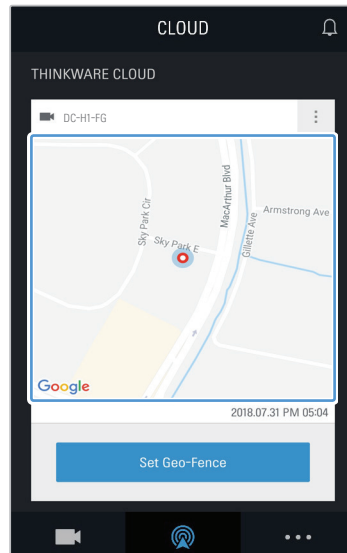 CLOUD
THINKWARE CLOUD
DC-H1-FG
Sky Park Cir
Sky Park E
MacArthur Blvd
Gillette Ave
Armstrong Ave
Google
2018.07.31 PM 05:04
Set Geo-Fence